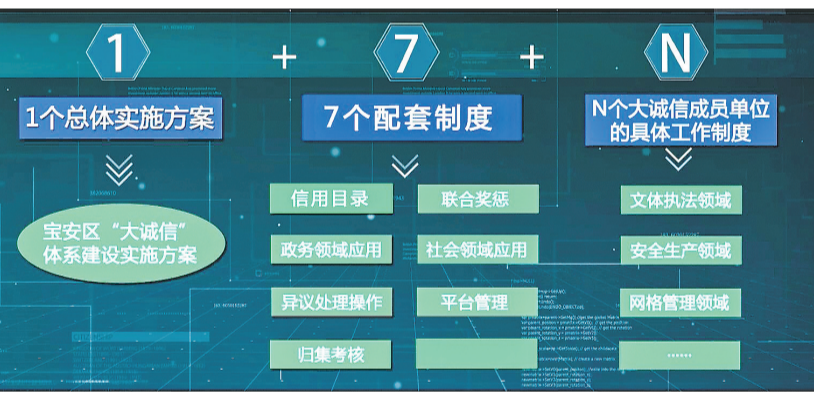 1 + 7 + N
1个总体实施方案
7个配套制度
N个大诚信成员单位
的具体工作制度
宝安区“大诚信”
体系建设实施方案
信用目录
联合奖惩
政务领域应用
社会领域应用
异议处理操作
平台管理
归集考核
文体执法领域
安全生产领域
网格管理领域
……